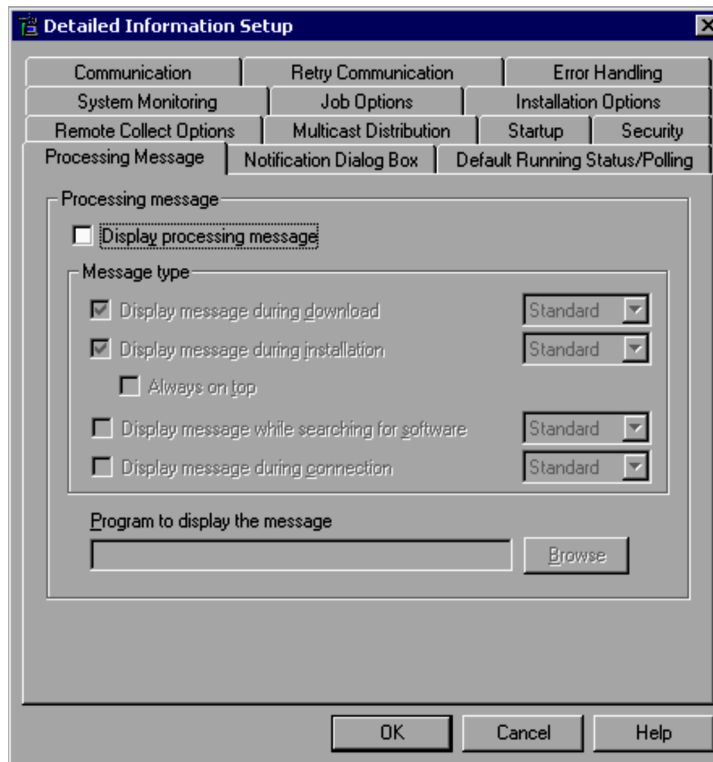 Detailed Information Setup
Communication Retry Communication Error Handling
System Monitoring Job Options Installation Options
Remote Collect Options Multicast Distribution Startup Security
Processing Message Notification Dialog Box Default Running Status/Polling
Processing message
Display processing message
Message type
Display message during download Standard
Display message during installation Standard
Always on top
Display message while searching for software Standard
Display message during connection Standard
Program to display the message
Browse
OK Cancel Help